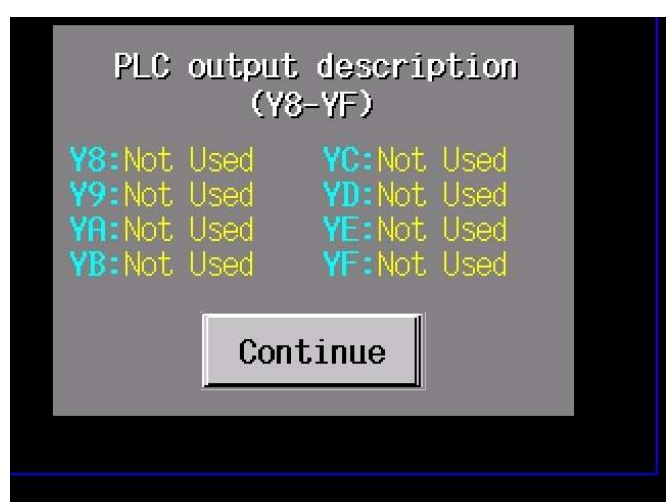 PLC output description
(Y8-YF)
Y8:Not Used YC:Not Used
Y9:Not Used YD:Not Used
YA:Not Used YE:Not Used
YB:Not Used YF:Not Used
Continue